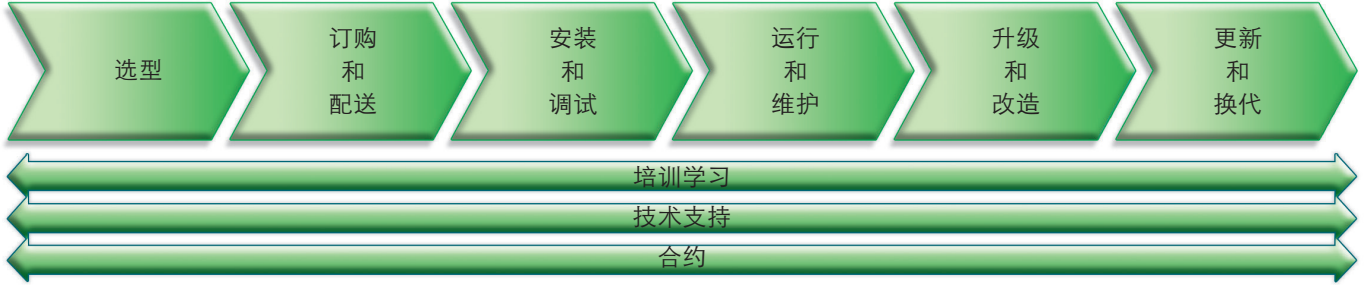 选型
订购
和
配送
安装
和
调试
运行
和
维护
升级
和
改造
更新
和
换代
培训学习
技术支持
合约